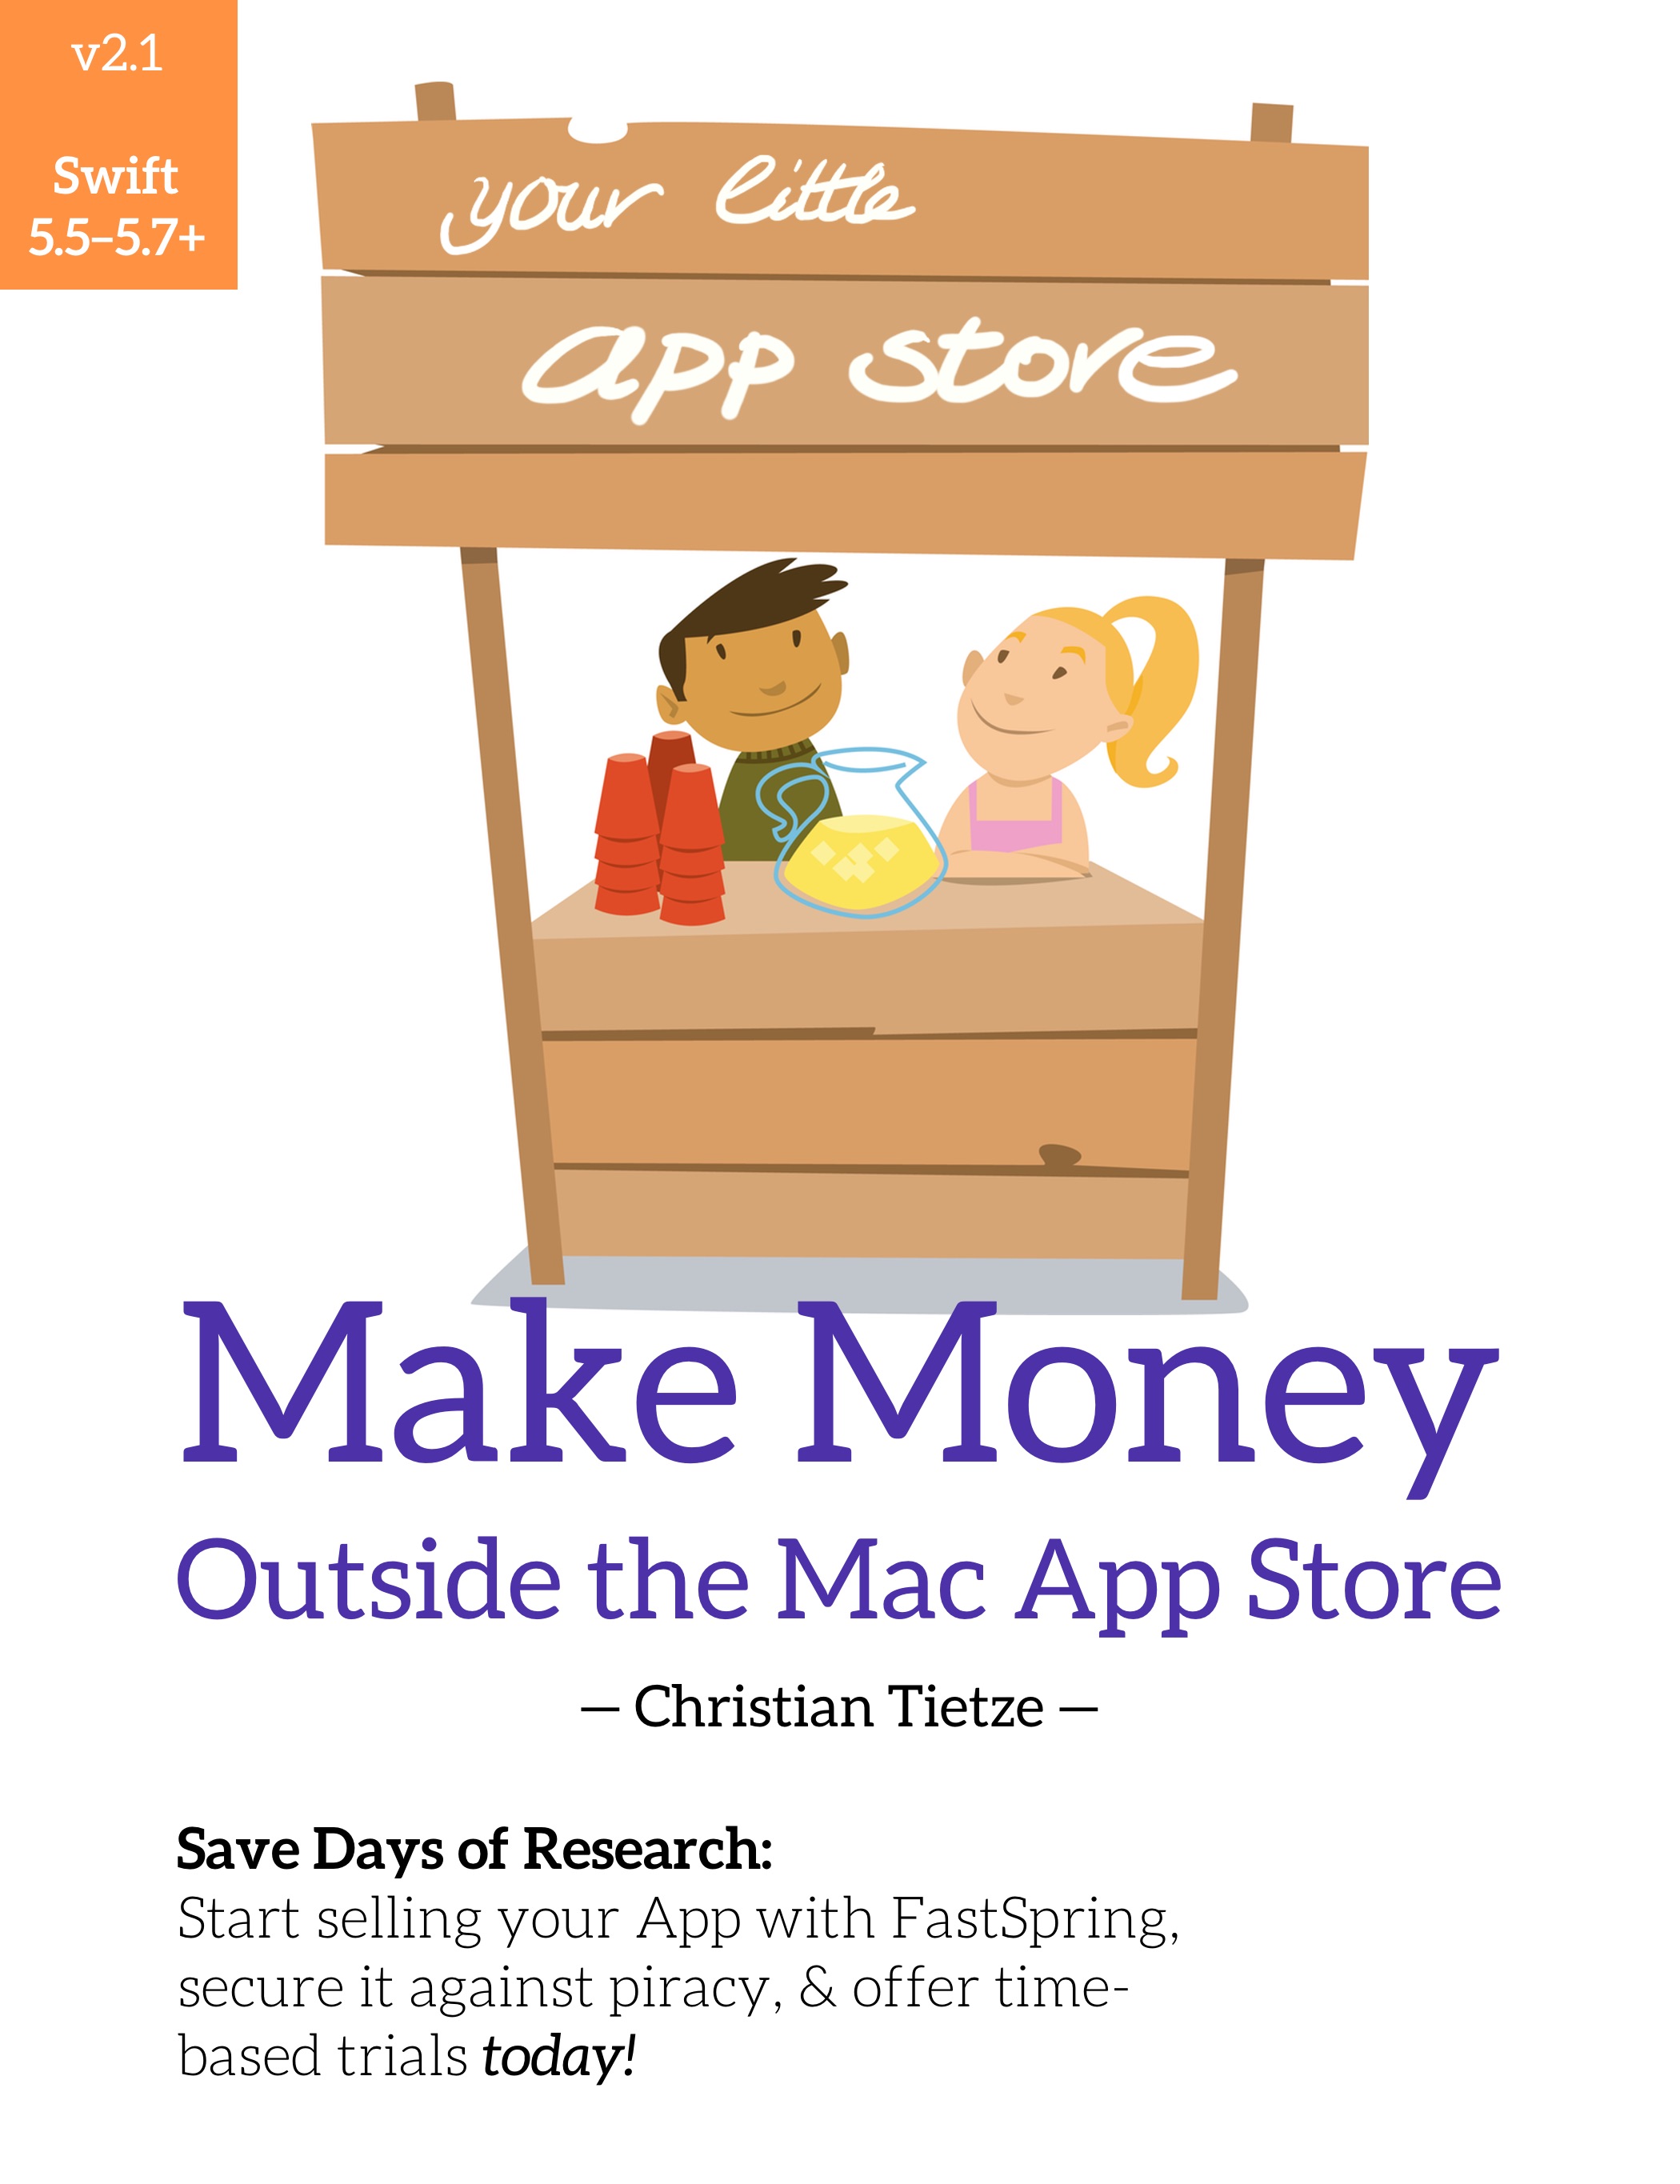 v2.1
Swift
5.5–5.7+
your little
app store
Make Money
Outside the Mac App Store
— Christian Tietze —
Save Days of Research:
Start selling your App with FastSpring,
secure it against piracy, & offer time-
based trials today!